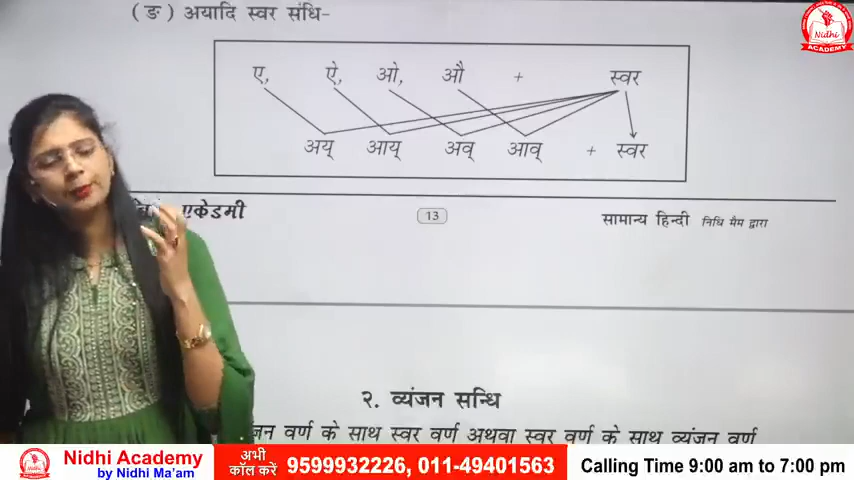 ( ङ ) अयादि स्वर संधि-
ए, ऐ, ओ, औ + स्वर
अय् आय् अव् आव् + स्वर
एकेडमी 13 सामान्य हिन्दी निधि मैम द्वारा
२. व्यंजन सन्धि
वर्ण के साथ स्वर वर्ण अथवा स्वर वर्ण के साथ व्यंजन वर्ण
Nidhi
ACADEMY
Nidhi Academy
by Nidhi Ma'am
अभी
कॉल करें
9599932226, 011-49401563
Calling Time 9:00 am to 7:00 pm